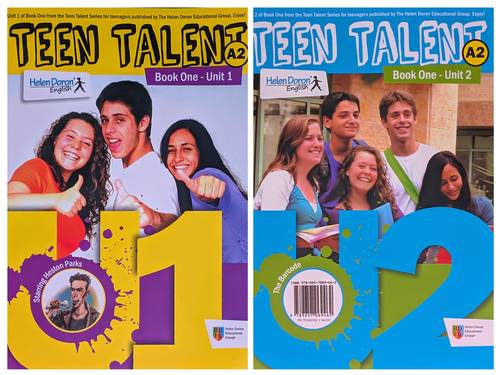 Unit 1 of Book One from the Teen Talent Series for teenagers published by The Helen Doron Educational Group. Enjoy!
TEEN TALENT
A2
Helen Doron
English
Book One - Unit 1
Starring Heston Parks
U1
Helen Doron
Educational
Group
2 of Book One from the Teen Talent Series for teenagers published by The Helen Doron Educational Group. Enjoy!
TEEN TALENT
A2
Helen Doron
English
Book One - Unit 2
The Barcode
U2
Helen Doron
Educational
Group